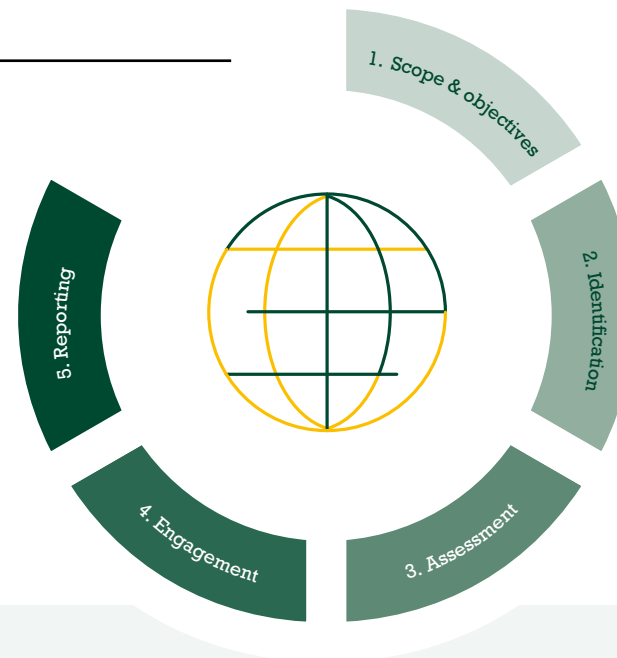 1. Scope & objectives
2. Identification
3. Assessment
4. Engagement
5. Reporting